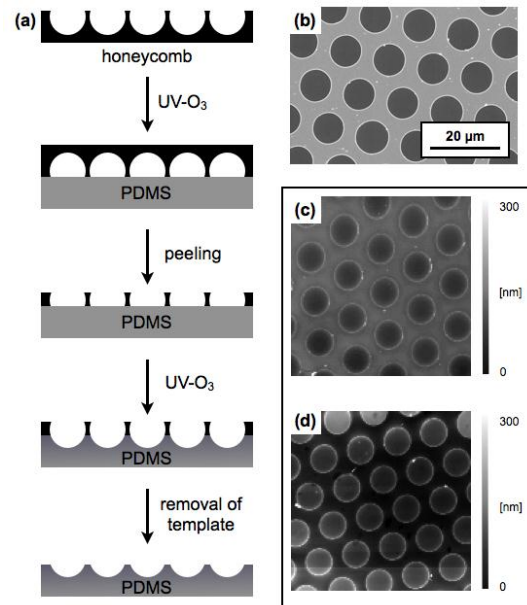 (a)
honeycomb
UV-O₃
PDMS
peeling
PDMS
UV-O₃
PDMS
removal of
template
PDMS
(b)
20 µm
(c)
300
[nm]
0
(d)
300
[nm]
0